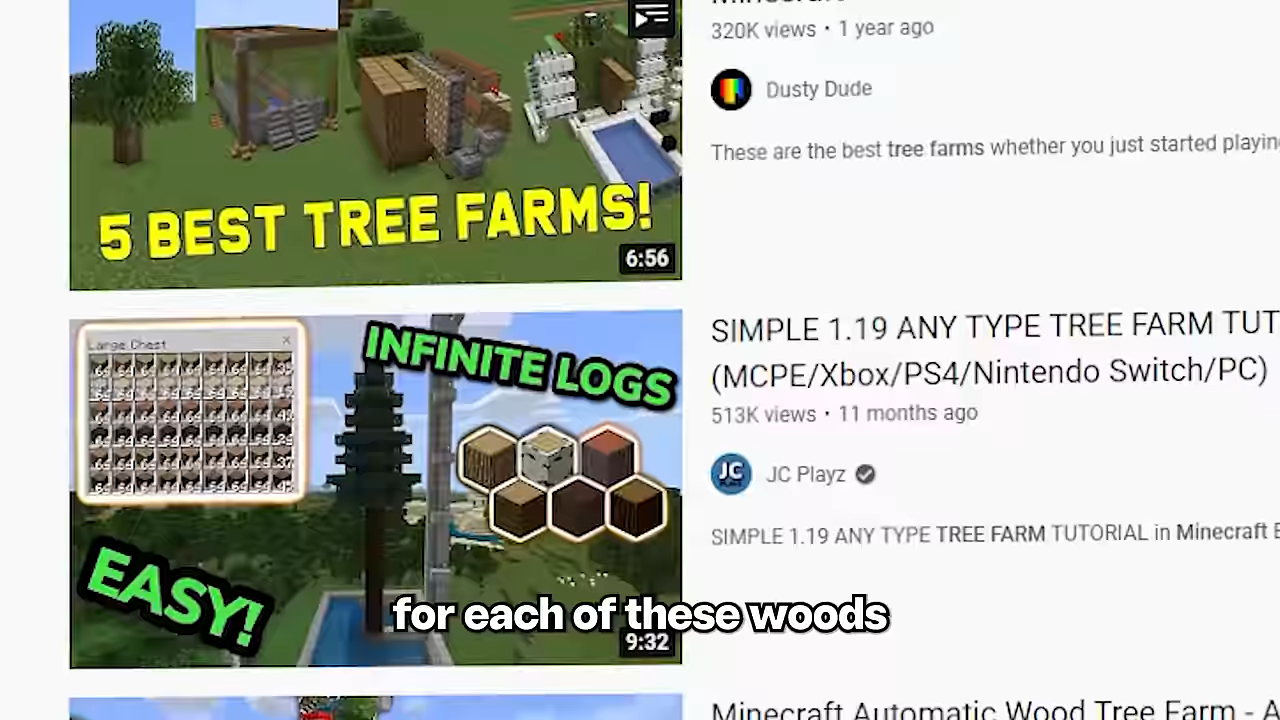 320K views • 1 year ago
Dusty Dude
These are the best tree farms whether you just started playin
5 BEST TREE FARMS!
6:56
Large Chest
INFINITE LOGS
EASY!
9:32
SIMPLE 1.19 ANY TYPE TREE FARM TUT
(MCPE/Xbox/PS4/Nintendo Switch/PC)
513K views • 11 months ago
JC
JC Playz
SIMPLE 1.19 ANY TYPE TREE FARM TUTORIAL in Minecraft B
for each of these woods
Minecraft Automatic Wood Tree Farm - A